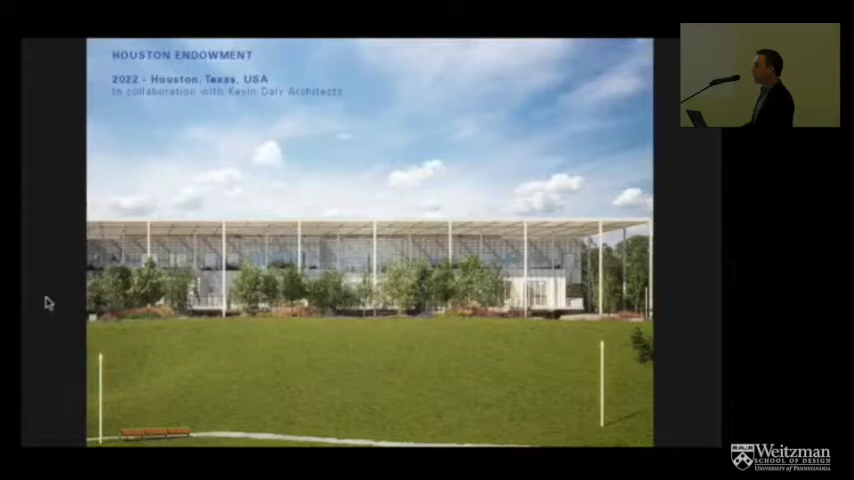 HOUSTON ENDOWMENT
2022 - Houston, Texas, USA
In collaboration with Kevin Daly Architects
Weitzman
SCHOOL OF DESIGN
UNIVERSITY of PENNSYLVANIA